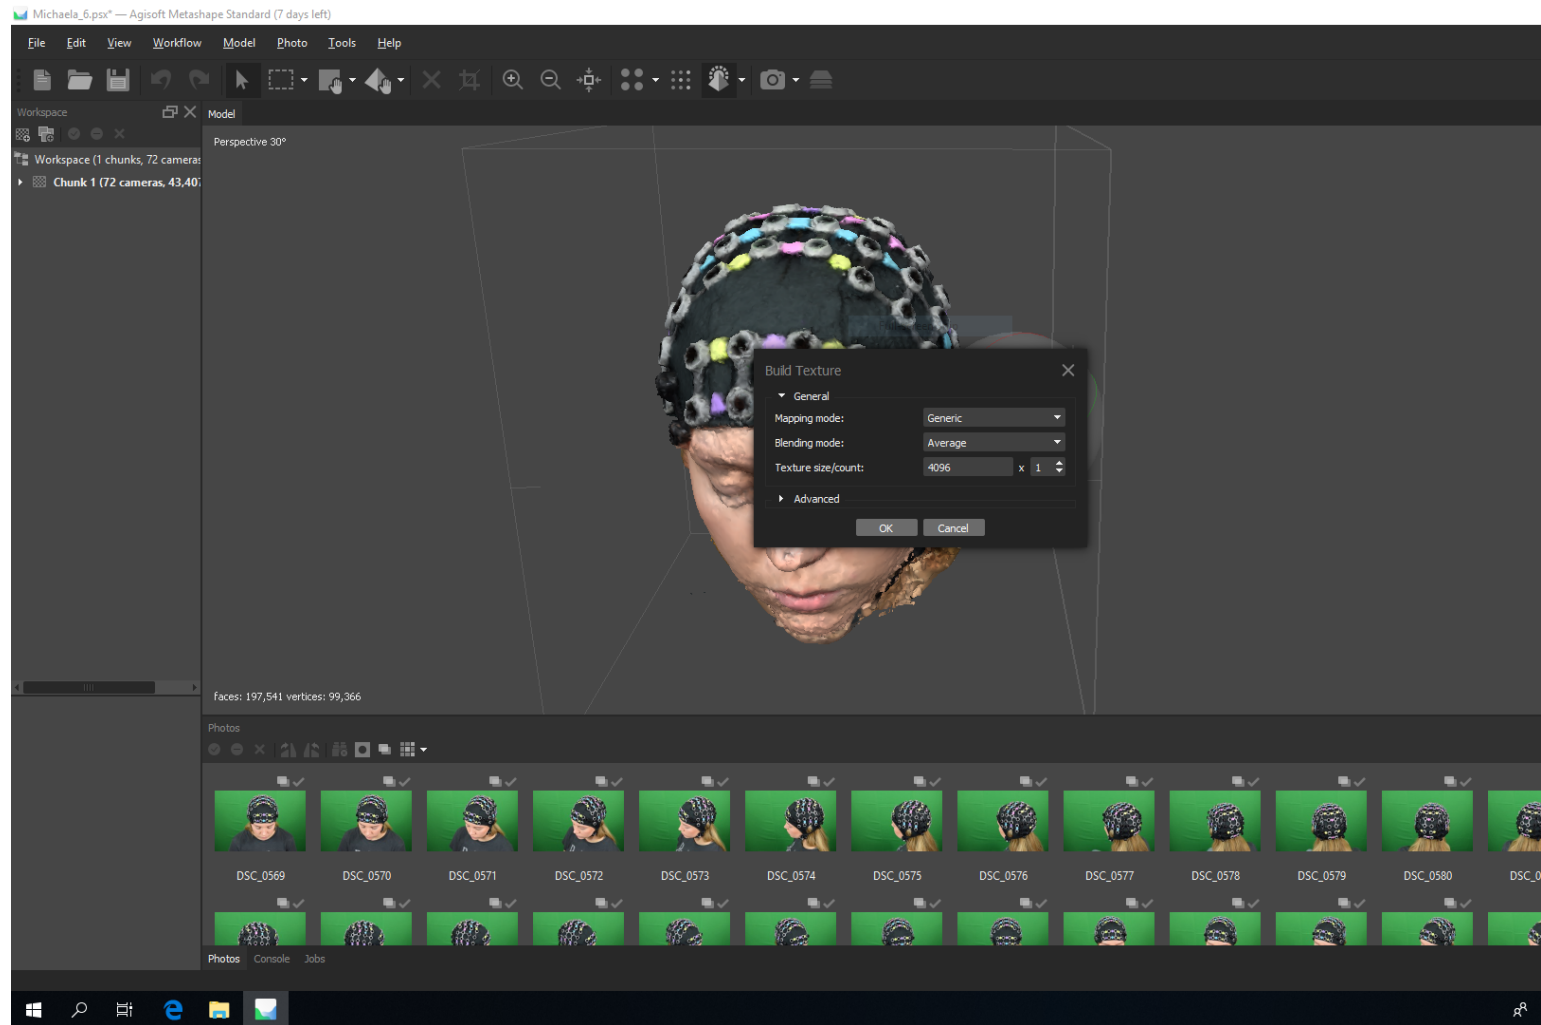 Michaela_6.psx* — Agisoft Metashape Standard (7 days left)
File Edit View Workflow Model Photo Tools Help
Workspace
Model
Workspace (1 chunks, 72 cameras
Chunk 1 (72 cameras, 43,407
Perspective 30°
Build Texture
General
Mapping mode: Generic
Blending mode: Average
Texture size/count: 4096 x 1
Advanced
OK Cancel
faces: 197,541 vertices: 99,366
Photos
DSC_0569 DSC_0570 DSC_0571 DSC_0572 DSC_0573 DSC_0574 DSC_0575 DSC_0576 DSC_0577 DSC_0578 DSC_0579 DSC_0580 DSC_0
Photos Console Jobs